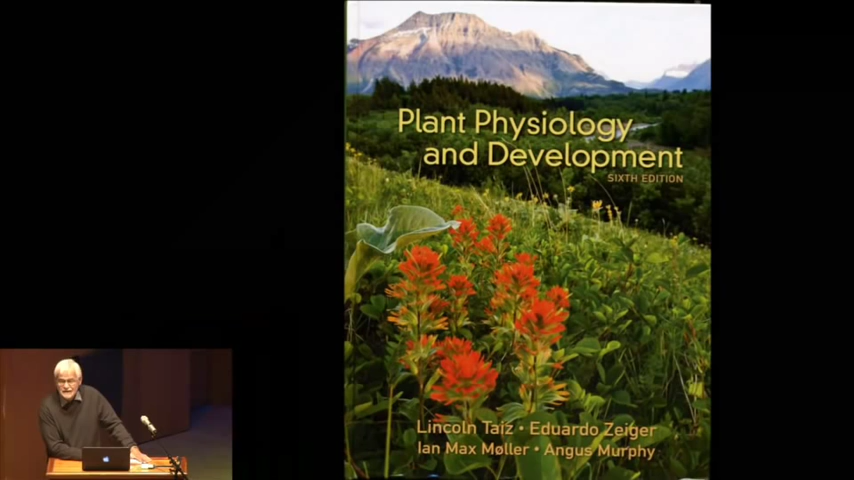 Plant Physiology
and Development
SIXTH EDITION
Lincoln Taiz • Eduardo Zeiger
Ian Max Møller • Angus Murphy